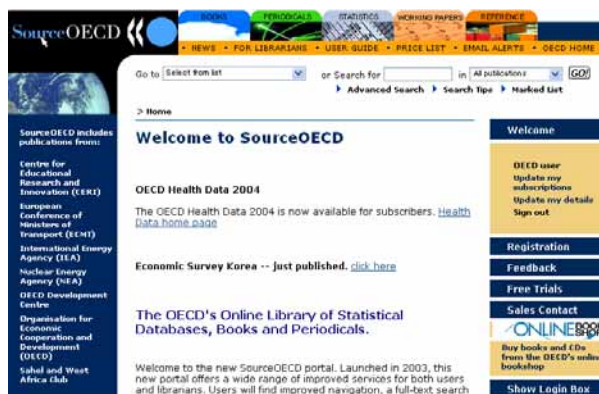 SourceOECD
BOOKS
PERIODICALS
STATISTICS
WORKING PAPERS
REFERENCE
• NEWS • FOR LIBRARIANS • USER GUIDE • PRICE LIST • EMAIL ALERTS • OECD HOME
Go to Select from list or Search for in All publications GO!
Advanced Search Search Tips Marked List
> Home
SourceOECD includes
publications from:
Centre for
Educational
Research and
Innovation (CERI)
European
Conference of
Ministers of
Transport (ECMT)
International Energy
Agency (IEA)
Nuclear Energy
Agency (NEA)
OECD Development
Centre
Organisation for
Economic
Cooperation and
Development
(OECD)
Sahel and West
Africa Club
Welcome to SourceOECD
OECD Health Data 2004
The OECD Health Data 2004 is now available for subscribers. Health
Data home page
Economic Survey Korea -- just published. click here
The OECD's Online Library of Statistical
Databases, Books and Periodicals.
Welcome to the new SourceOECD portal. Launched in 2003, this
new portal offers a wide range of improved services for both users
and librarians. Users will find improved navigation, a full-text search
Welcome
OECD user
Update my
subscriptions
Update my details
Sign out
Registration
Feedback
Free Trials
Sales Contact
ONLINE
Buy books and CDs
from the OECD's online
bookshop
Show Login Box